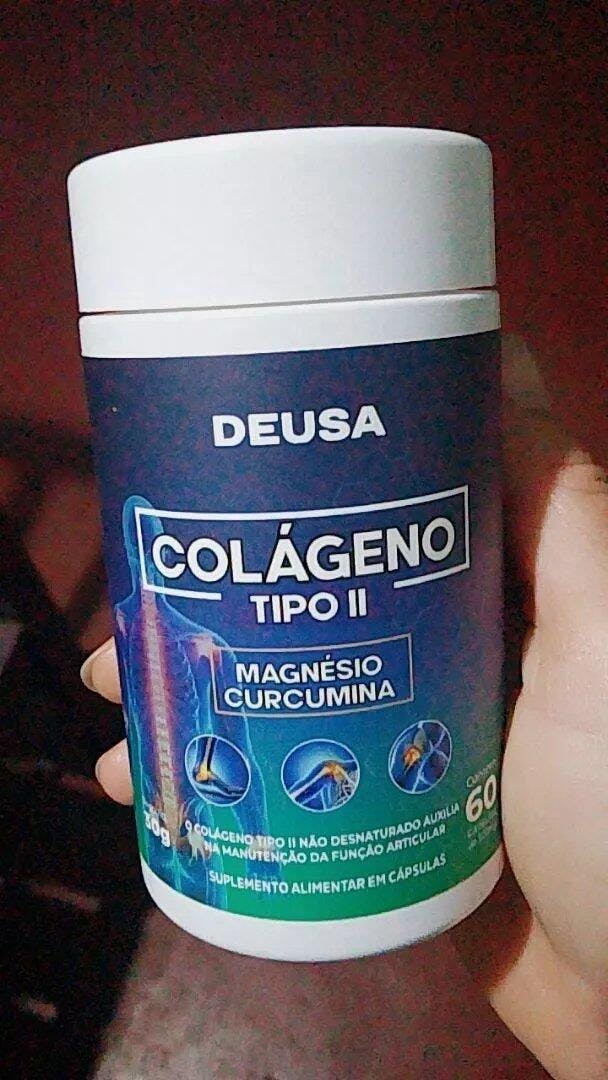 DEUSA
COLÁGENO
TIPO II
MAGNÉSIO
CURCUMINA
60
30g
O COLÁGENO TIPO II NÃO DESNATURADO AUXILIA
NA MANUTENÇÃO DA FUNÇÃO ARTICULAR
SUPLEMENTO ALIMENTAR EM CÁPSULAS